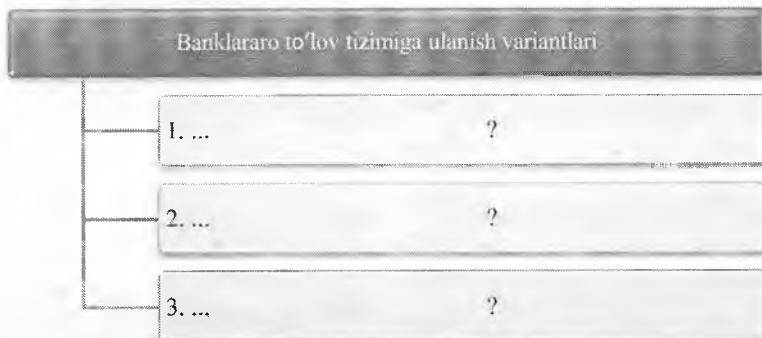 Banklararo to'lov tizimiga ulanish variantlari
1. ... ?
2. ... ?
3. ... ?